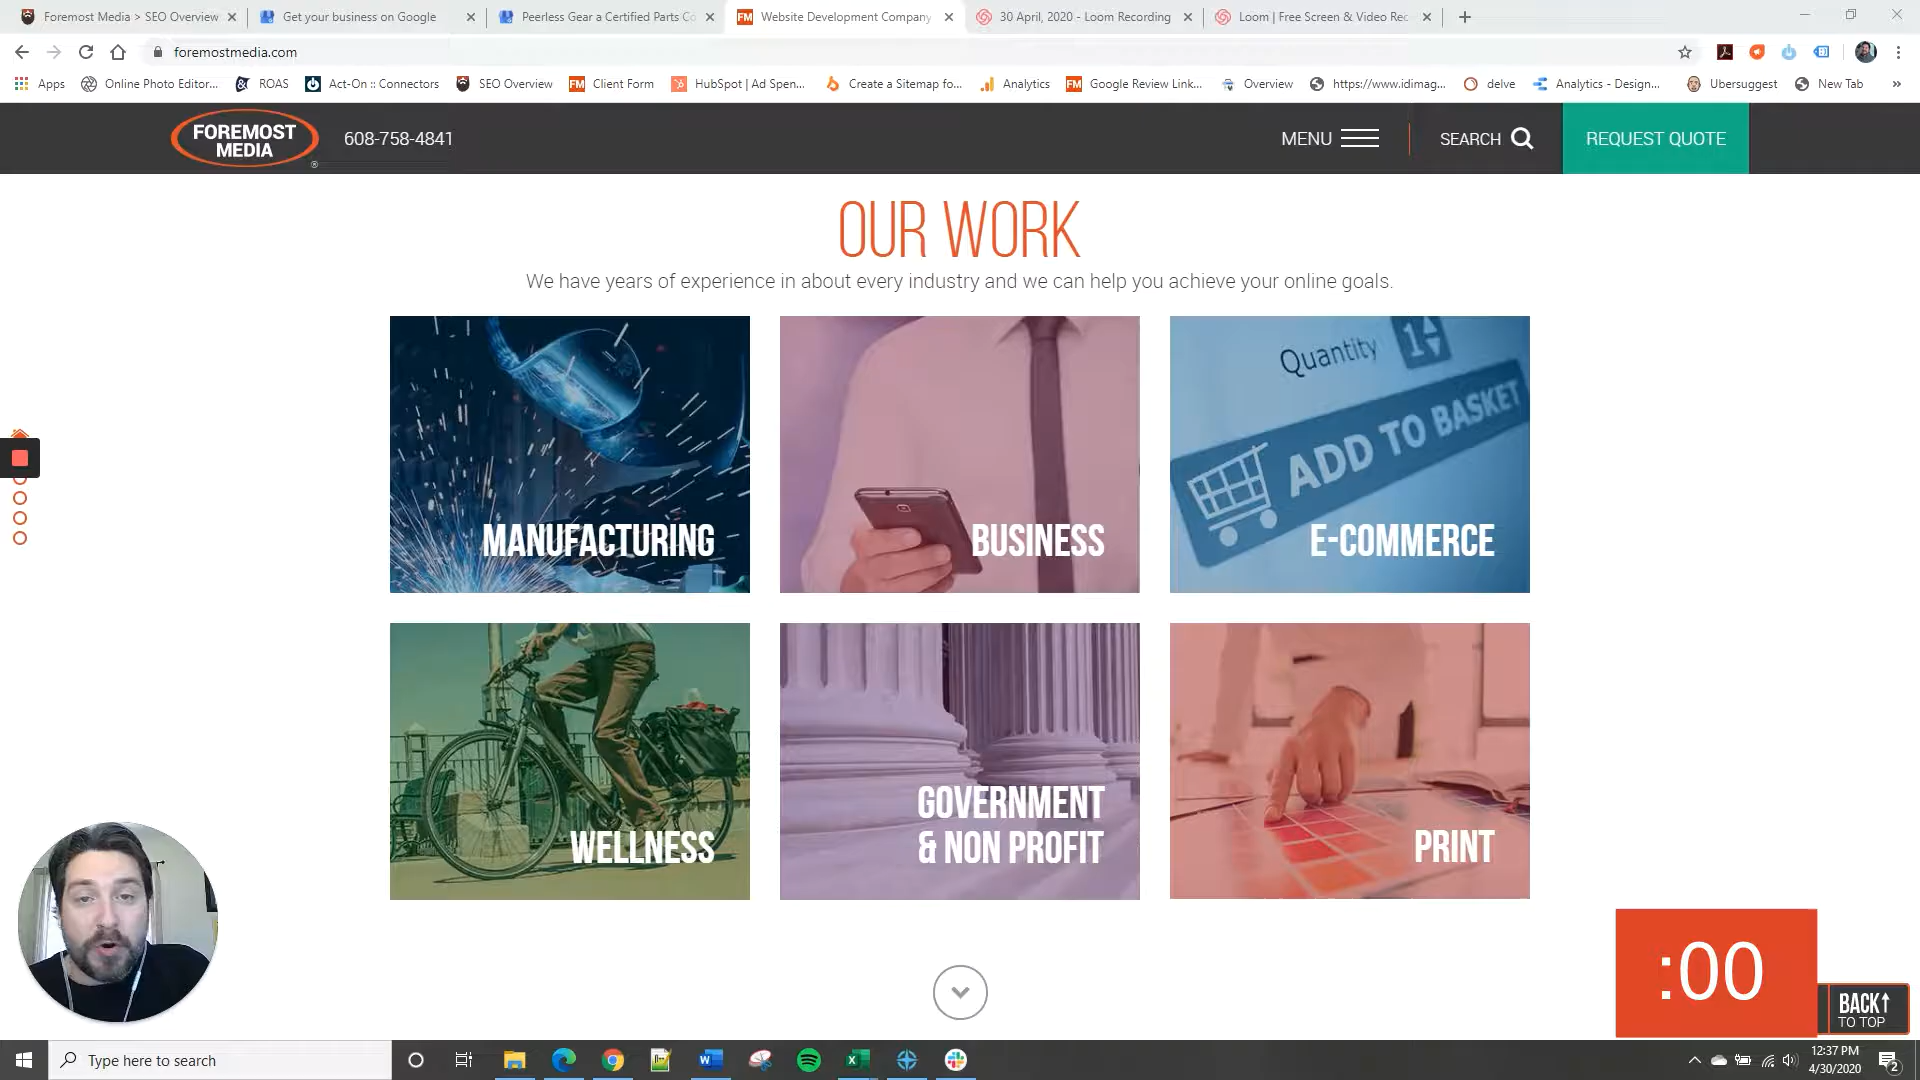 Foremost Media > SEO Overview
Get your business on Google
Peerless Gear a Certified Parts Co
Website Development Company
30 April, 2020 - Loom Recording
Loom | Free Screen & Video Rec
foremostmedia.com
Apps
Online Photo Editor...
ROAS
Act-On :: Connectors
SEO Overview
FM
Client Form
HubSpot | Ad Spen...
Create a Sitemap fo...
Analytics
FM
Google Review Link...
Overview
https://www.idimag...
delve
Analytics - Design...
Ubersuggest
New Tab
»
FOREMOST
MEDIA
®
608-758-4841
MENU
SEARCH
REQUEST QUOTE
OUR WORK
We have years of experience in about every industry and we can help you achieve your online goals.
MANUFACTURING
BUSINESS
Quantity 1
ADD TO BASKET
E-COMMERCE
WELLNESS
GOVERNMENT
& NON PROFIT
PRINT
:00
BACK↑
TO TOP
Type here to search
12:37 PM
4/30/2020
2